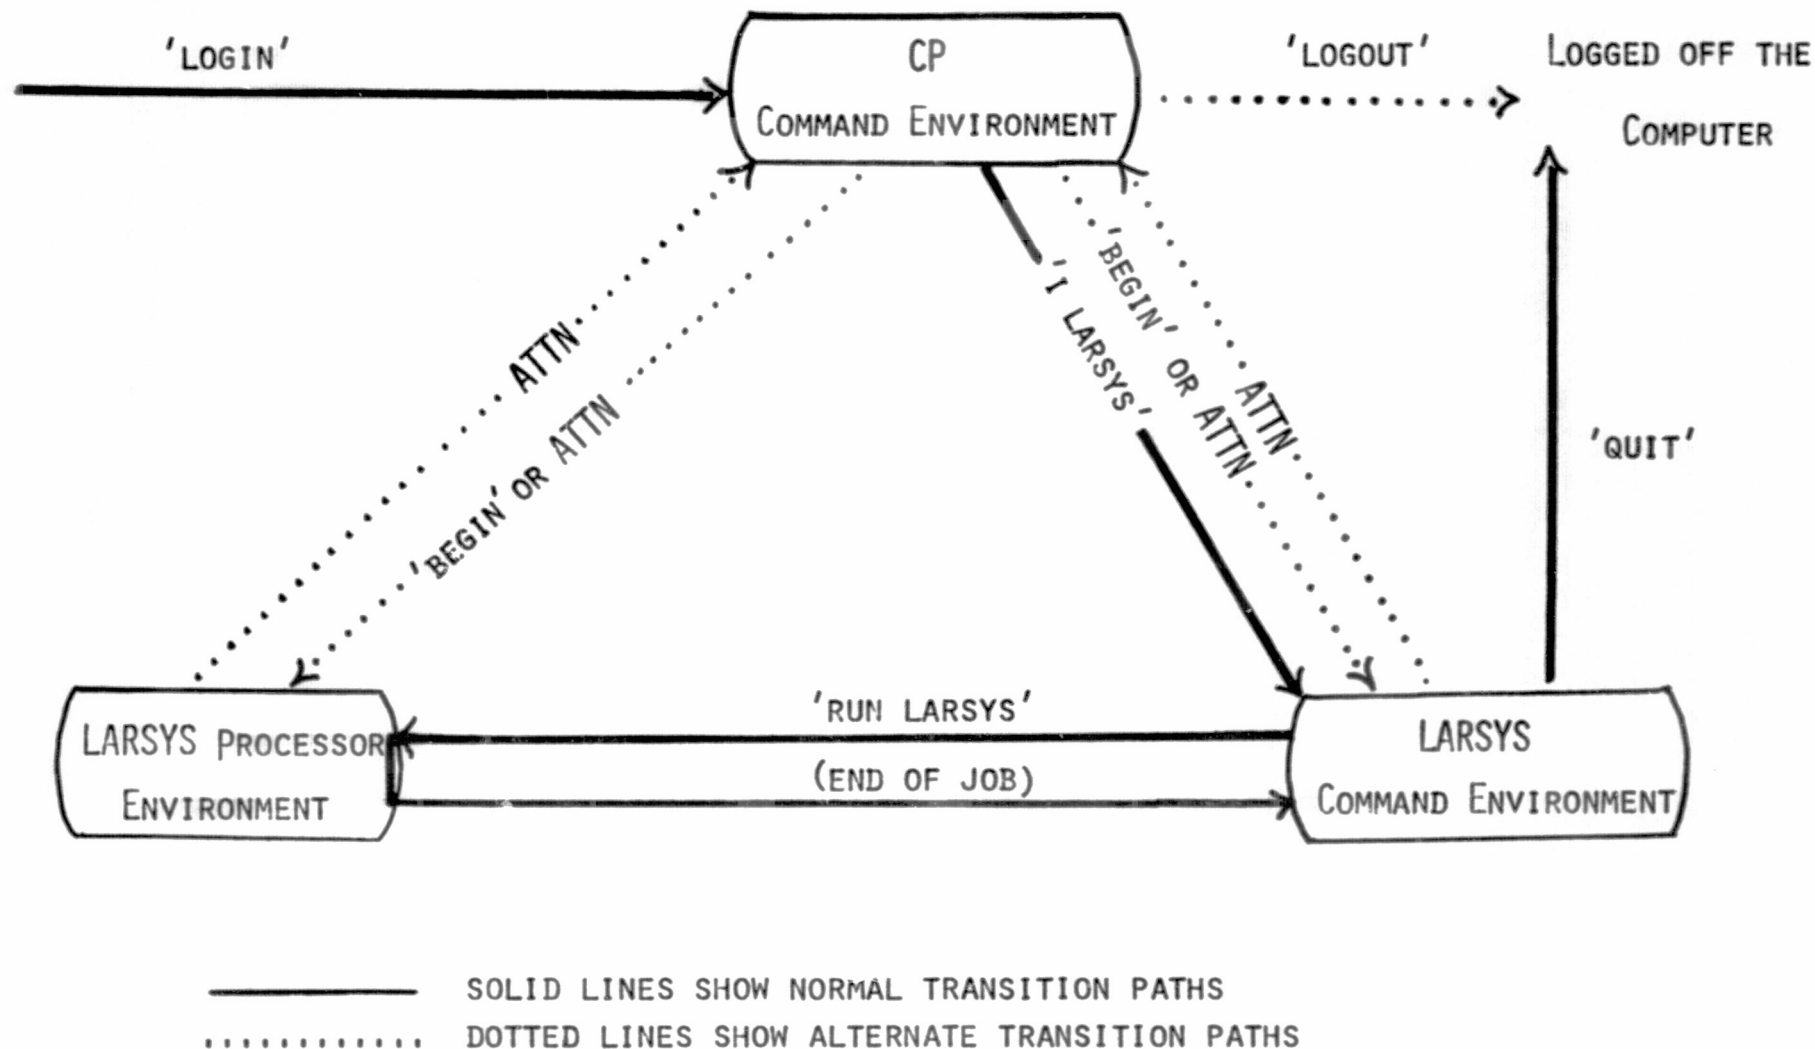 'LOGIN'
CP
COMMAND ENVIRONMENT
'LOGOUT'
LOGGED OFF THE
COMPUTER
ATTN
'BEGIN' OR ATTN
'I LARSYS'
'BEGIN' OR ATTN
ATTN
'QUIT'
LARSYS PROCESSOR
ENVIRONMENT
'RUN LARSYS'
(END OF JOB)
LARSYS
COMMAND ENVIRONMENT
SOLID LINES SHOW NORMAL TRANSITION PATHS
DOTTED LINES SHOW ALTERNATE TRANSITION PATHS